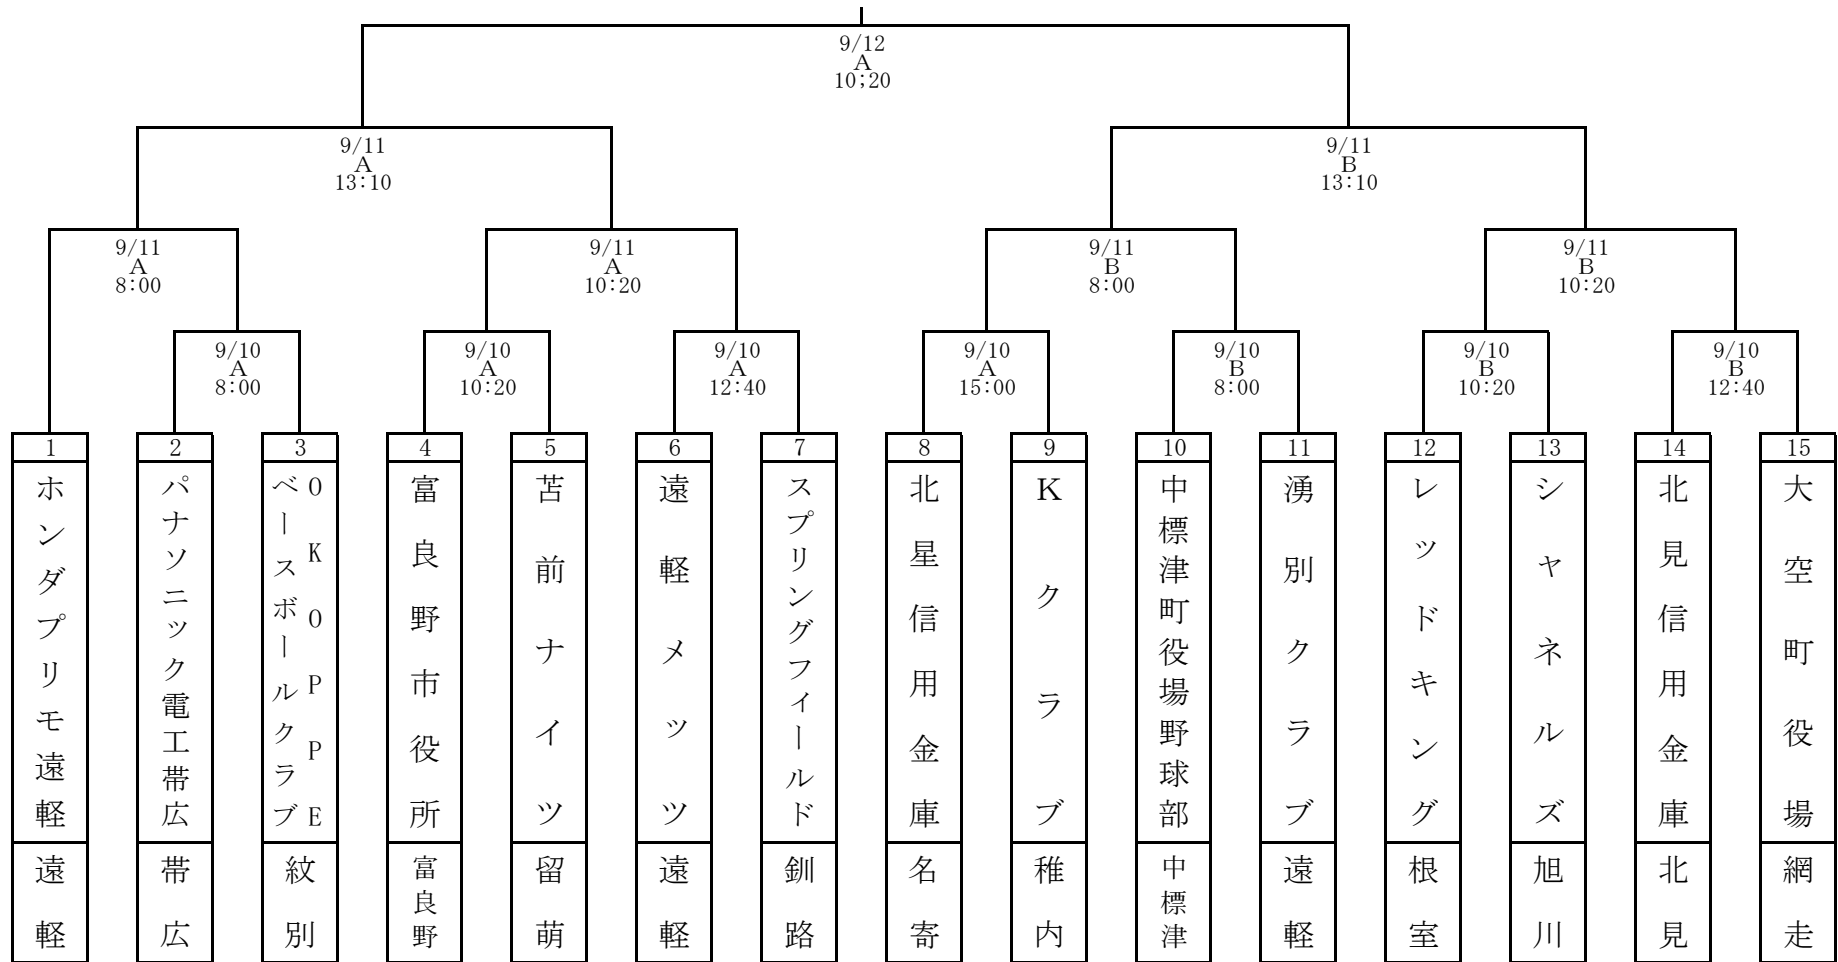 9/12
A
10;20
9/11
A
13:10
9/11
B
13:10
9/11
A
8:00
9/11
A
10:20
9/11
B
8:00
9/11
B
10:20
9/10
A
8:00
9/10
A
10:20
9/10
A
12:40
9/10
A
15:00
9/10
B
8:00
9/10
B
10:20
9/10
B
12:40
1
ホンダプリモ遠軽
遠軽
2
パナソニック電工帯広
帯広
3
OKOPPE
ベースボールクラブ
紋別
4
富良野市役所
富良野
5
苫前ナイツ
留萌
6
遠軽メッツ
遠軽
7
スプリングフィールド
釧路
8
北星信用金庫
名寄
9
Kクラブ
稚内
10
中標津町役場野球部
中標津
11
湧別クラブ
遠軽
12
レッドキング
根室
13
シャネルズ
旭川
14
北見信用金庫
北見
15
大空町役場
網走